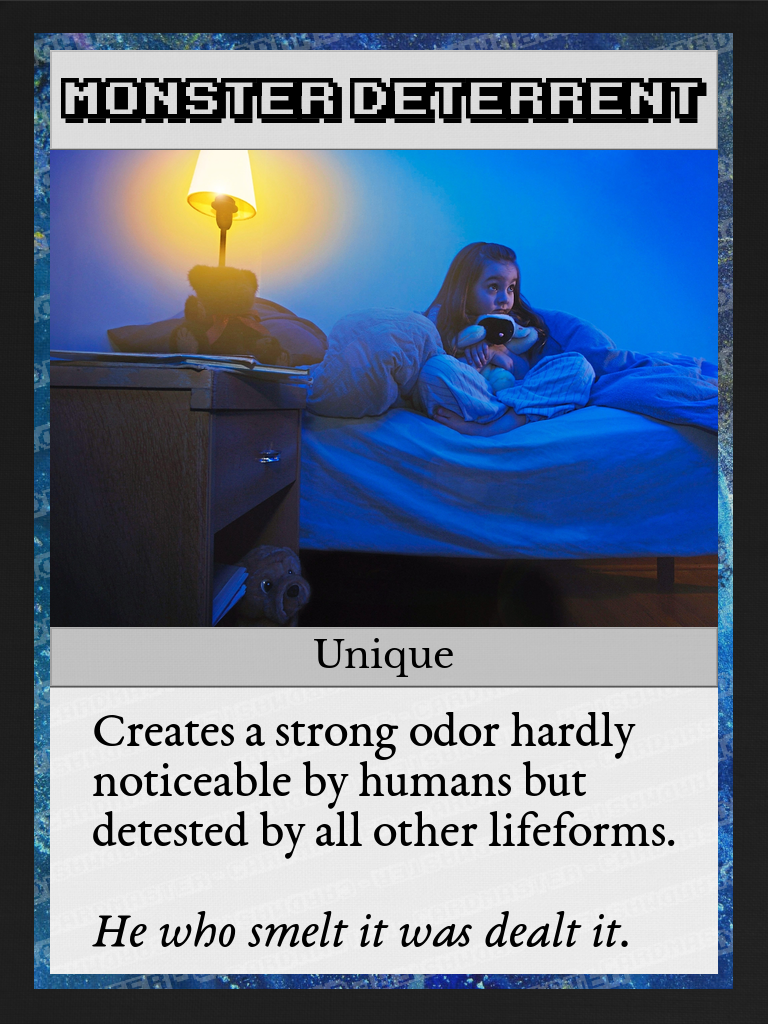 MONSTER DETERRENT
Unique
Creates a strong odor hardly
noticeable by humans but
detested by all other lifeforms.
He who smelt it was dealt it.